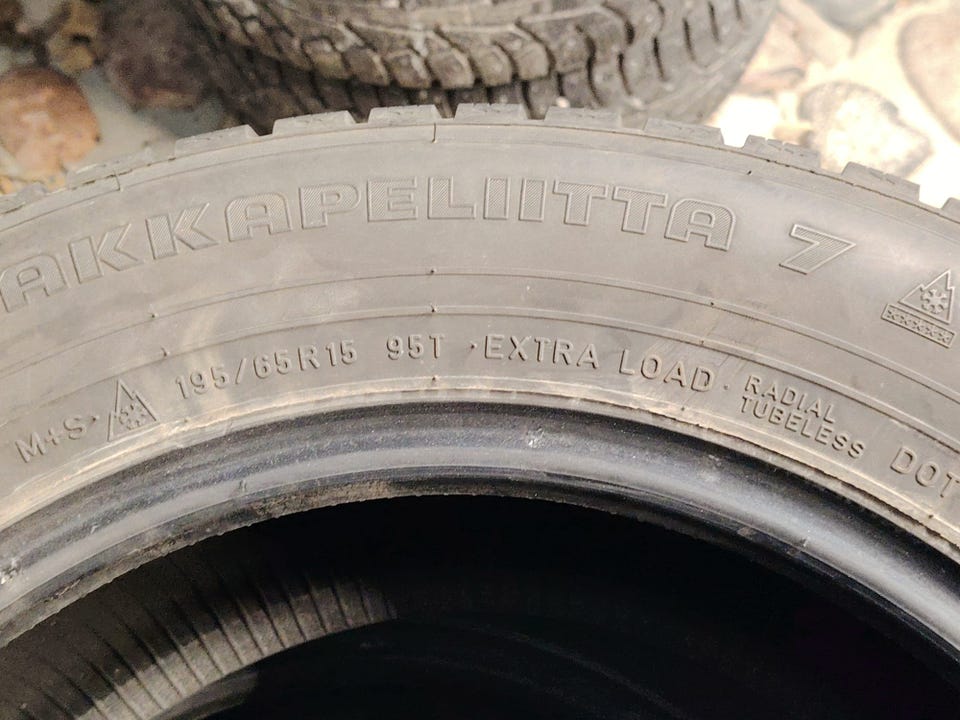 AKKAPELIITTA 7
M+S 195/65R15 95T · EXTRA LOAD · RADIAL TUBELESS DOT